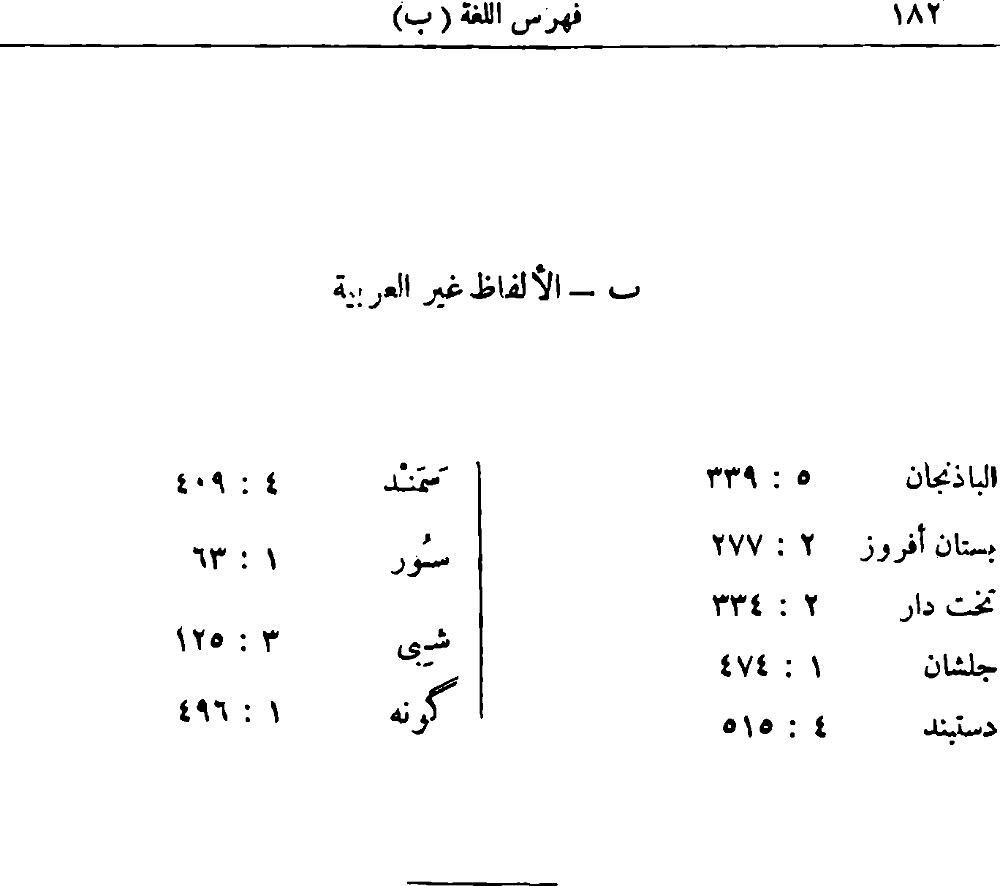 ١٨٢ فهرس اللغة (ب)
ب – الألفاظ غير العربية
الباذنجان ٥ : ٣٣٩
بستان أفروز ٢ : ٢٧٧
تخت دار ٢ : ٣٣٤
جلشان ١ : ٤٧٤
دستبند ٤ : ٥١٥
سَمَنْد ٤ : ٤٠٩
سُور ١ : ٦٣
شِيبى ٣ : ١٢٥
گونه ١ : ٤٩٦